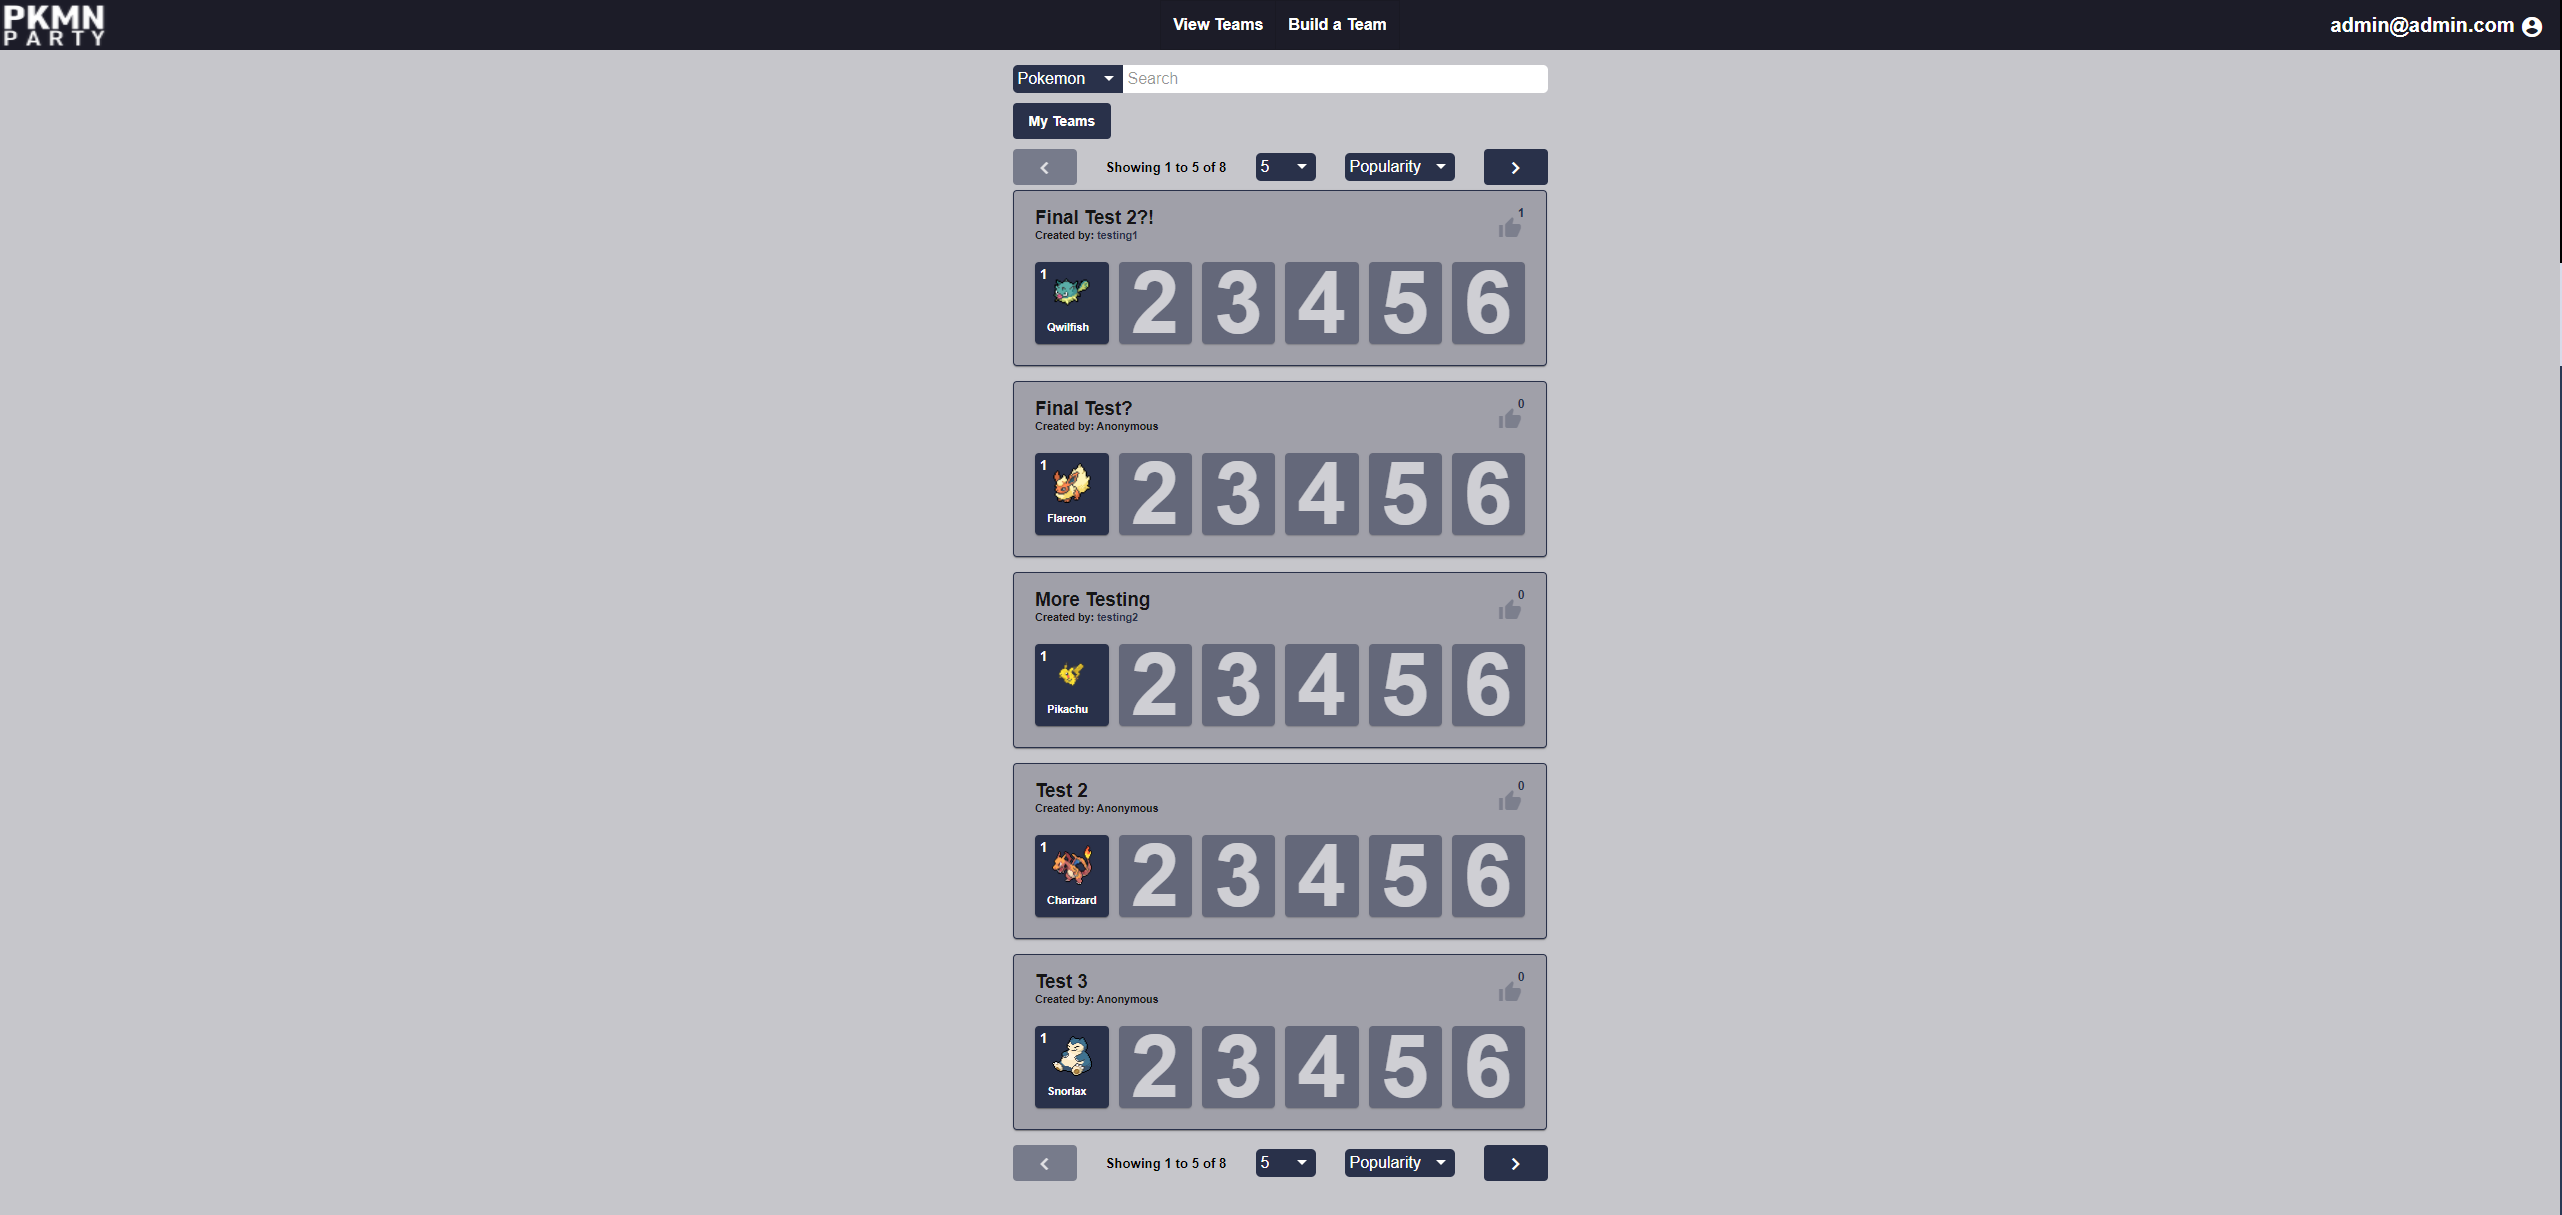 PKMN
PARTY
View Teams Build a Team
admin@admin.com
Pokemon Search
My Teams
Showing 1 to 5 of 8 5 Popularity
Final Test 2?! 1
Created by: testing1
1 2 3 4 5 6
Qwilfish
Final Test? 0
Created by: Anonymous
1 2 3 4 5 6
Flareon
More Testing 0
Created by: testing2
1 2 3 4 5 6
Pikachu
Test 2 0
Created by: Anonymous
1 2 3 4 5 6
Charizard
Test 3 0
Created by: Anonymous
1 2 3 4 5 6
Snorlax
Showing 1 to 5 of 8 5 Popularity